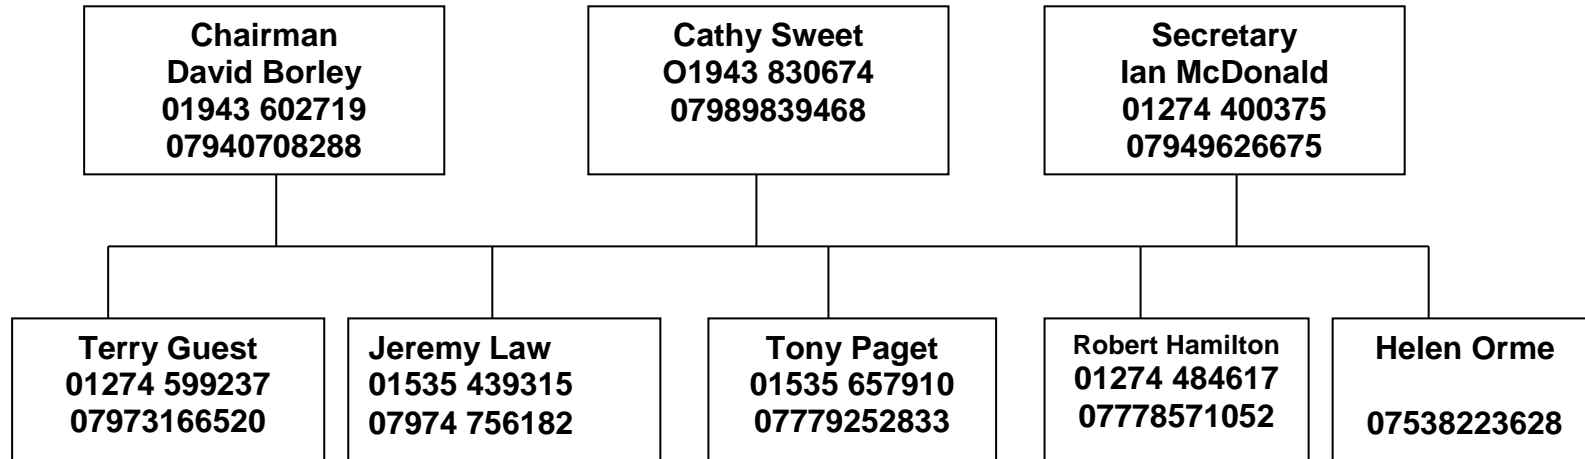 Chairman
David Borley
01943 602719
07940708288
Cathy Sweet
O1943 830674
07989839468
Secretary
Ian McDonald
01274 400375
07949626675
Terry Guest
01274 599237
07973166520
Jeremy Law
01535 439315
07974 756182
Tony Paget
01535 657910
07779252833
Robert Hamilton
01274 484617
07778571052
Helen Orme
07538223628